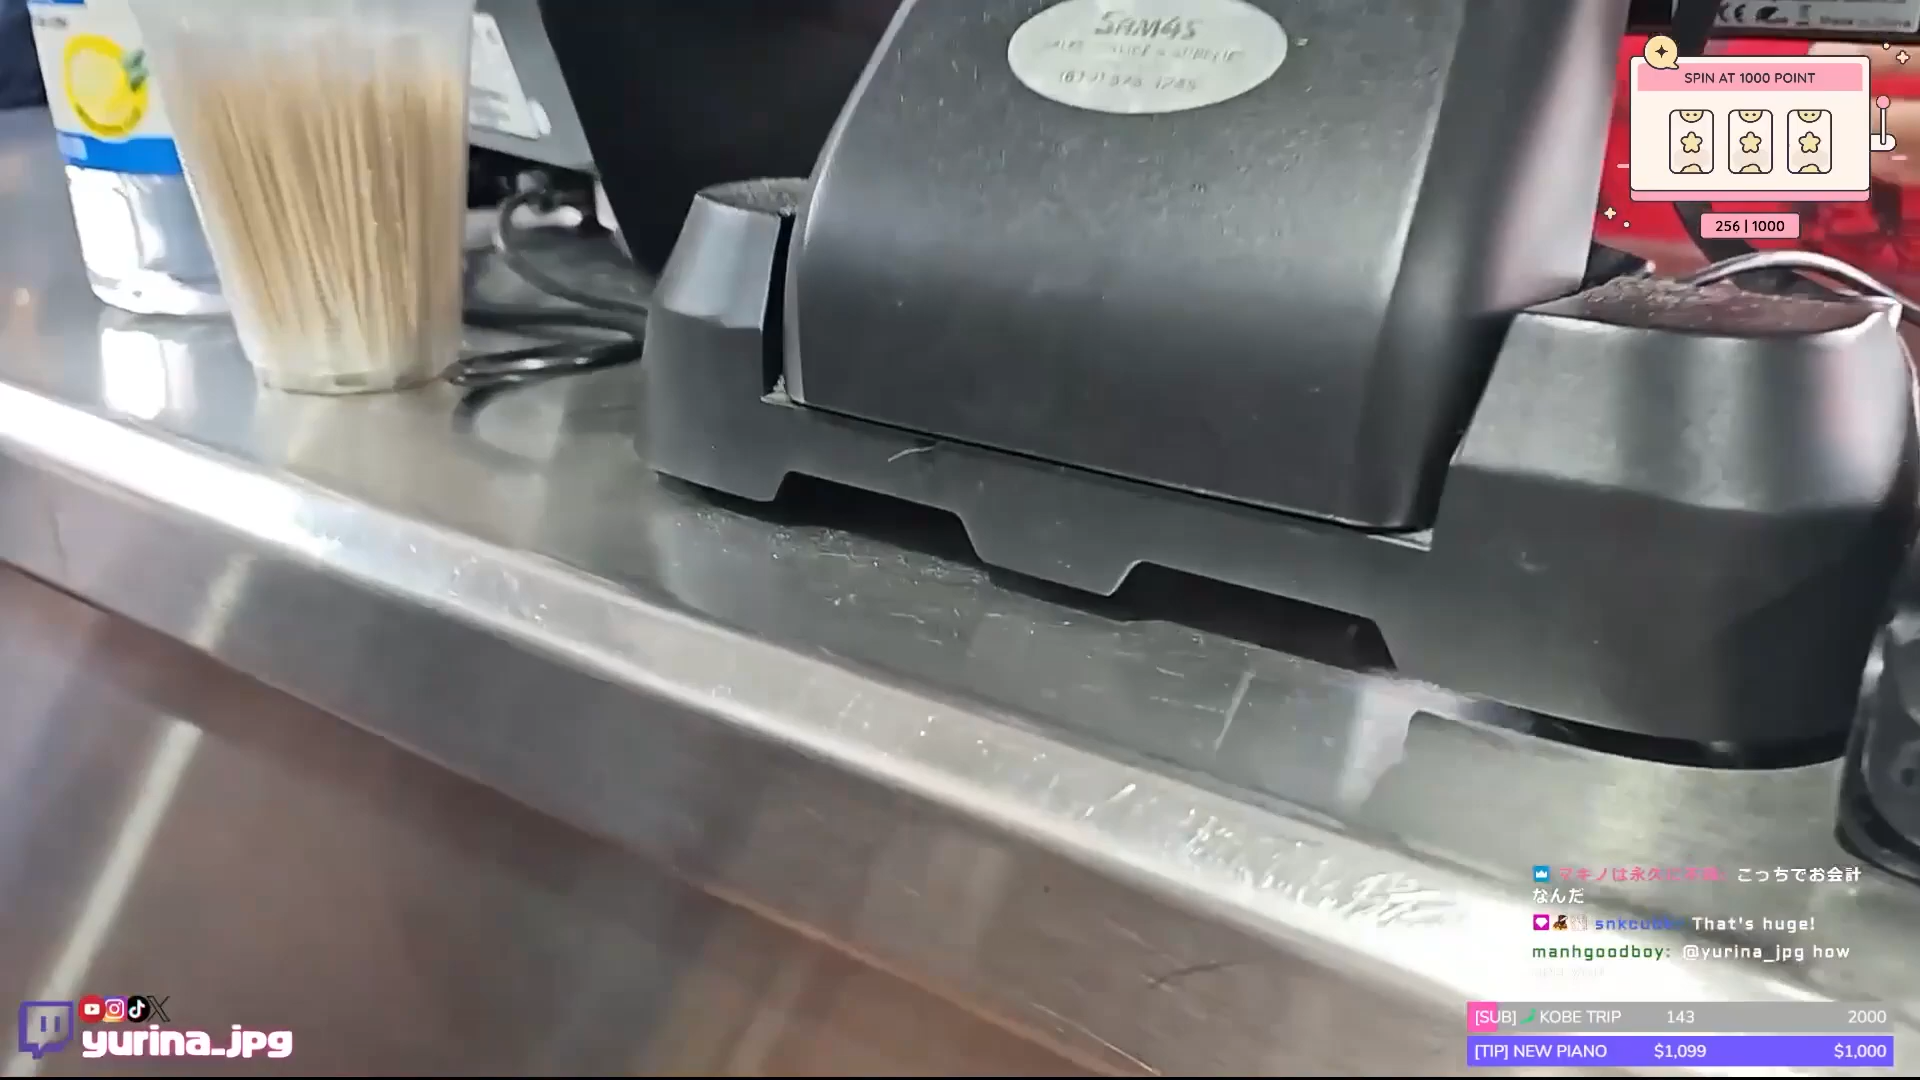 SAM4S
SPIN AT 1000 POINT
256 | 1000
こっちでお会計
なんだ
That's huge!
manhgoodboy: @yurina_jpg how
[SUB] KOBE TRIP 143 2000
[TIP] NEW PIANO $1,099 $1,000
yurina_jpg